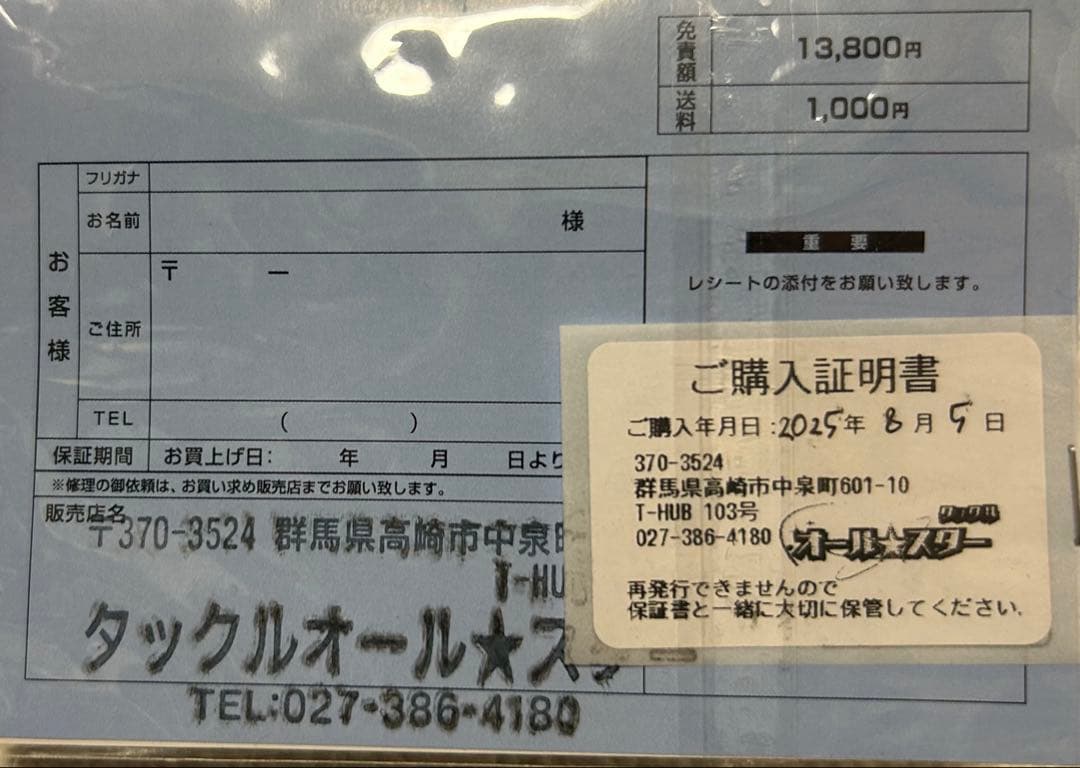 免責額 13,800円
送料 1,000円
フリガナ
お名前 様
お客様
ご住所 〒 ー
TEL ( )
保証期間 お買上げ日: 年 月 日より
※修理の御依頼は、お買い求め販売店までお願い致します。
販売店名
〒370-3524 群馬県高崎市中泉
T-HU
タックルオール★スター
TEL:027-386-4180
重要
レシートの添付をお願い致します。
ご購入証明書
ご購入年月日:2025年 8月 5日
370-3524
群馬県高崎市中泉町601-10
T-HUB 103号
027-386-4180
タックル
オール★スター
再発行できませんので
保証書と一緒に大切に保管してください.